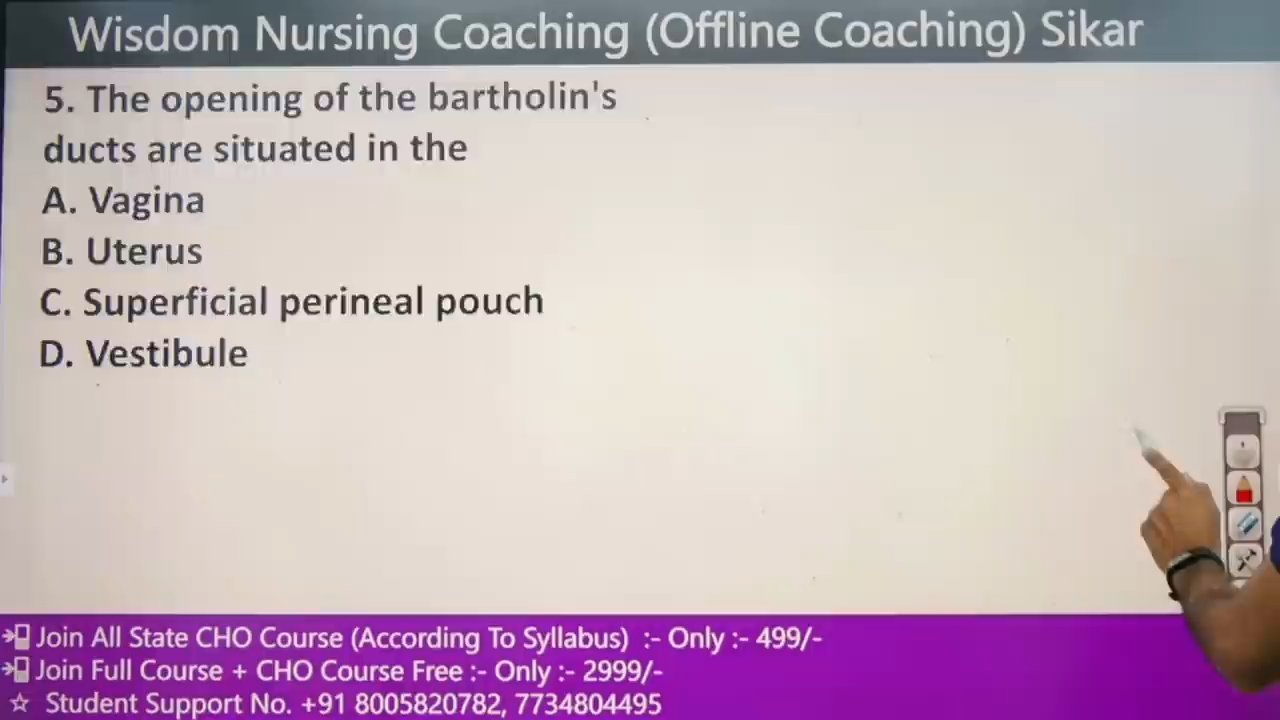 Wisdom Nursing Coaching (Offline Coaching) Sikar
5. The opening of the bartholin's
ducts are situated in the
A. Vagina
B. Uterus
C. Superficial perineal pouch
D. Vestibule
Join All State CHO Course (According To Syllabus) :- Only :- 499/-
Join Full Course + CHO Course Free :- Only :- 2999/-
☆ Student Support No. +91 8005820782, 7734804495